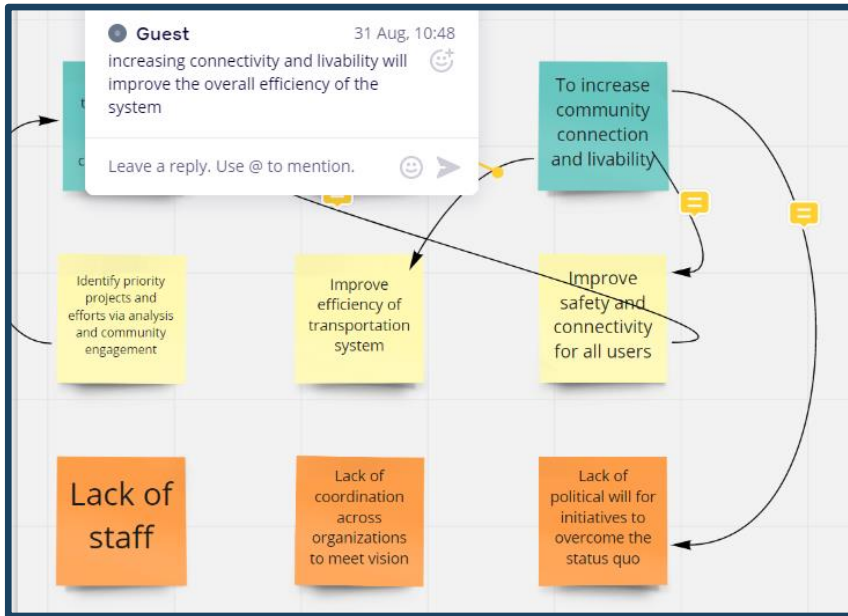 Guest 31 Aug, 10:48
increasing connectivity and livability will
improve the overall efficiency of the
system
Leave a reply. Use @ to mention.
To increase
community
connection
and livability
Identify priority
projects and
efforts via analysis
and community
engagement
Improve
efficiency of
transportation
system
Improve
safety and
connectivity
for all users
Lack of
staff
Lack of
coordination
across
organizations
to meet vision
Lack of
political will for
initiatives to
overcome the
status quo